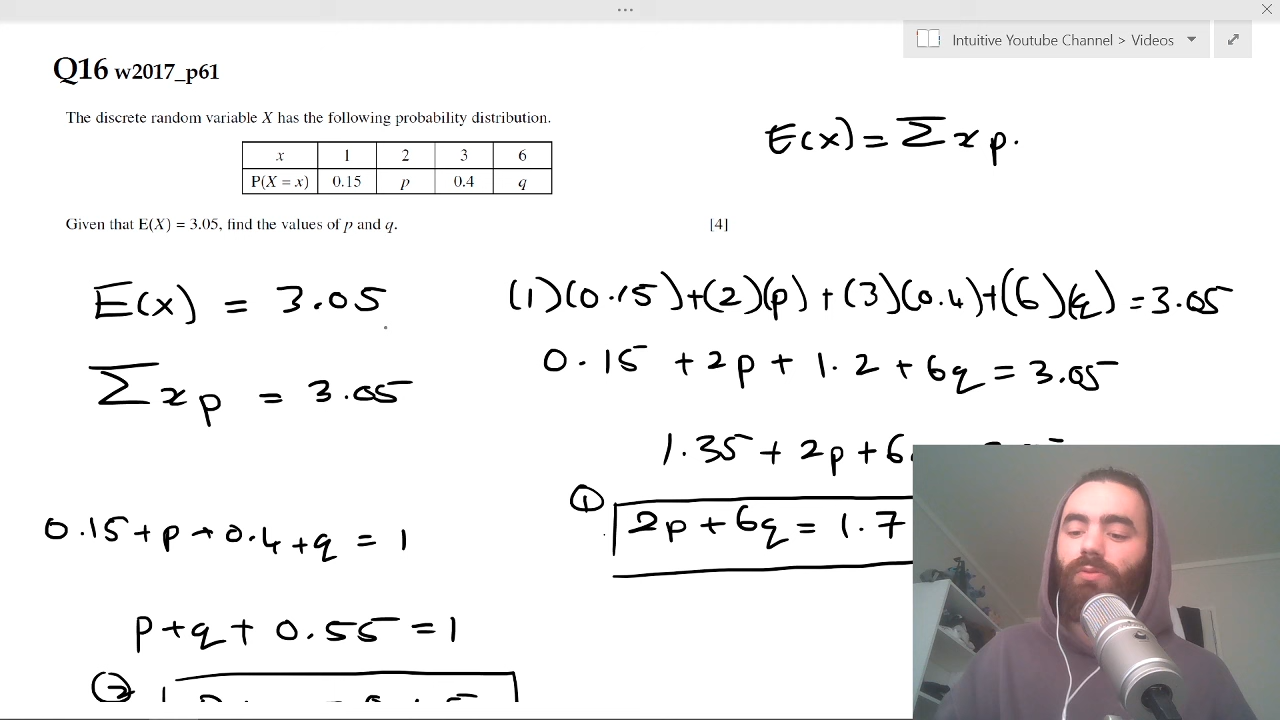 Intuitive Youtube Channel > Videos
Q16 w2017_p61
The discrete random variable X has the following probability distribution.
x 1 2 3 6
P(X = x) 0.15 p 0.4 q
Given that E(X) = 3.05, find the values of p and q. [4]
E(x) = Σxp.
E(x) = 3.05
Σxp = 3.05
(1)(0.15)+(2)(p)+(3)(0.4)+(6)(q) = 3.05
0.15 + 2p + 1.2 + 6q = 3.05
1.35 + 2p + 6
① 2p + 6q = 1.7
0.15 + p + 0.4 + q = 1
p + q + 0.55 = 1
②